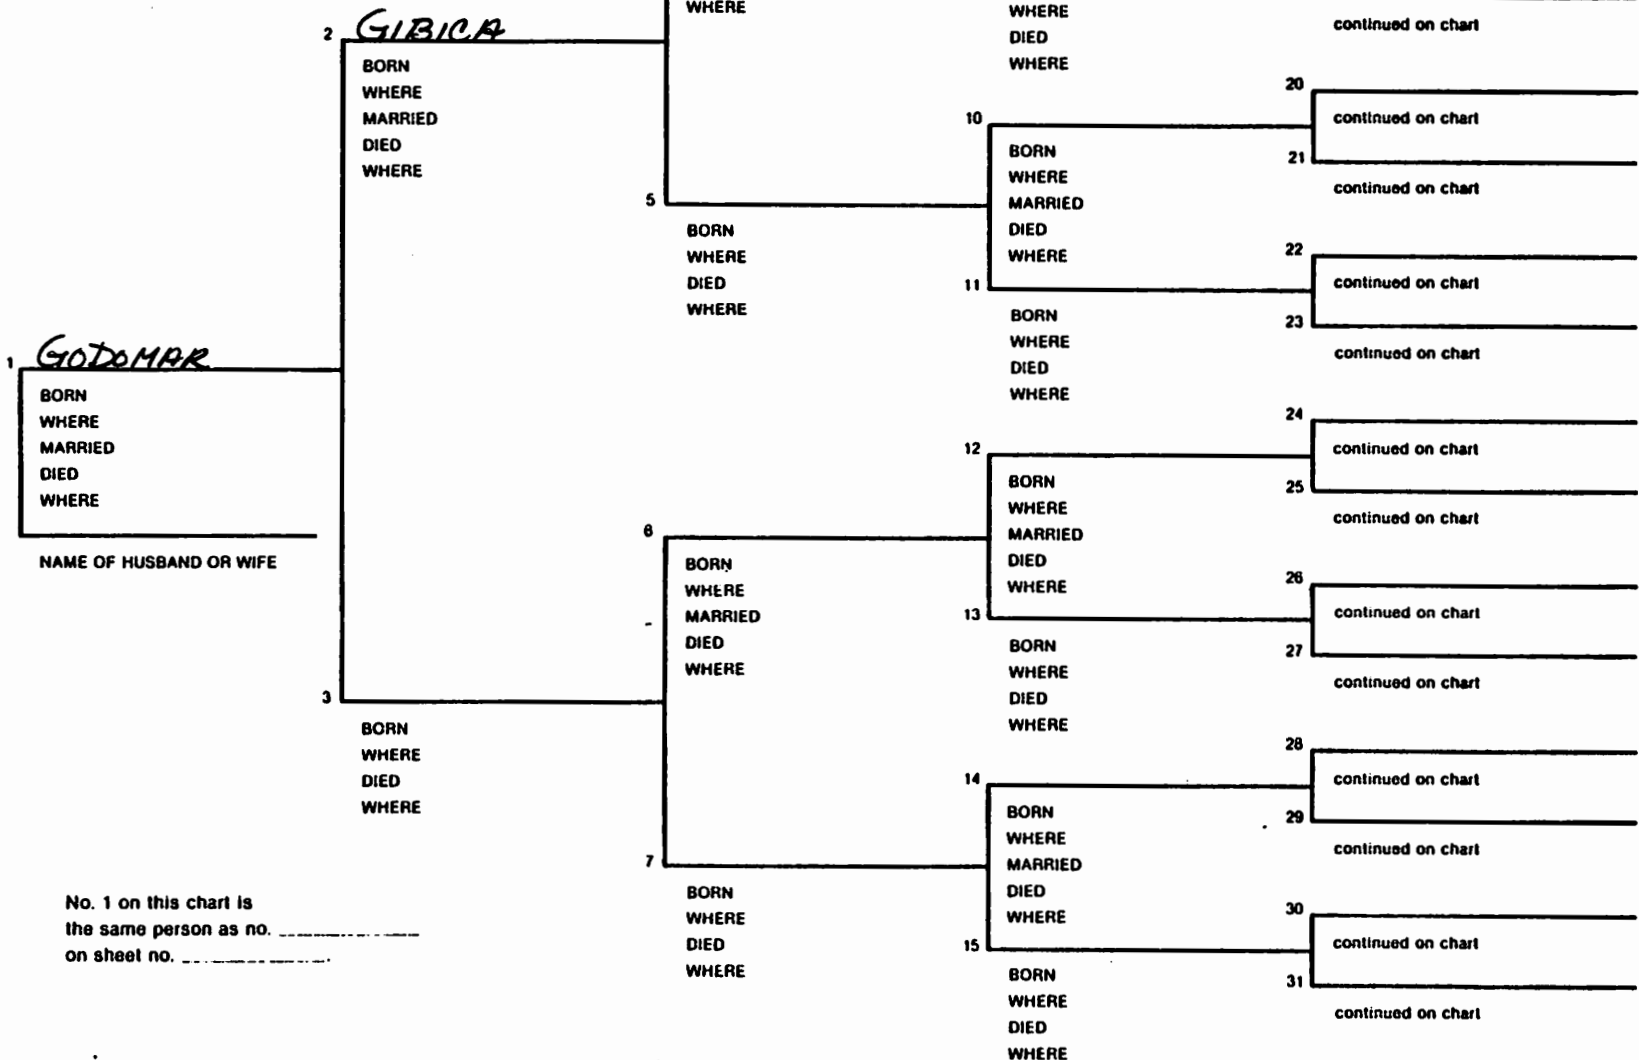 2 GIBICA
BORN
WHERE
MARRIED
DIED
WHERE
1 GODOMAR
BORN
WHERE
MARRIED
DIED
WHERE
NAME OF HUSBAND OR WIFE
3
BORN
WHERE
DIED
WHERE
No. 1 on this chart is
the same person as no.
on sheet no.
WHERE
5
BORN
WHERE
DIED
WHERE
6
BORN
WHERE
MARRIED
DIED
WHERE
7
BORN
WHERE
DIED
WHERE
WHERE
DIED
WHERE
10
BORN
WHERE
MARRIED
DIED
WHERE
11
BORN
WHERE
DIED
WHERE
12
BORN
WHERE
MARRIED
DIED
WHERE
13
BORN
WHERE
DIED
WHERE
14
BORN
WHERE
MARRIED
DIED
WHERE
15
BORN
WHERE
DIED
WHERE
continued on chart
20
continued on chart
21
continued on chart
22
continued on chart
23
continued on chart
24
continued on chart
25
continued on chart
26
continued on chart
27
continued on chart
28
continued on chart
29
continued on chart
30
continued on chart
31
continued on chart